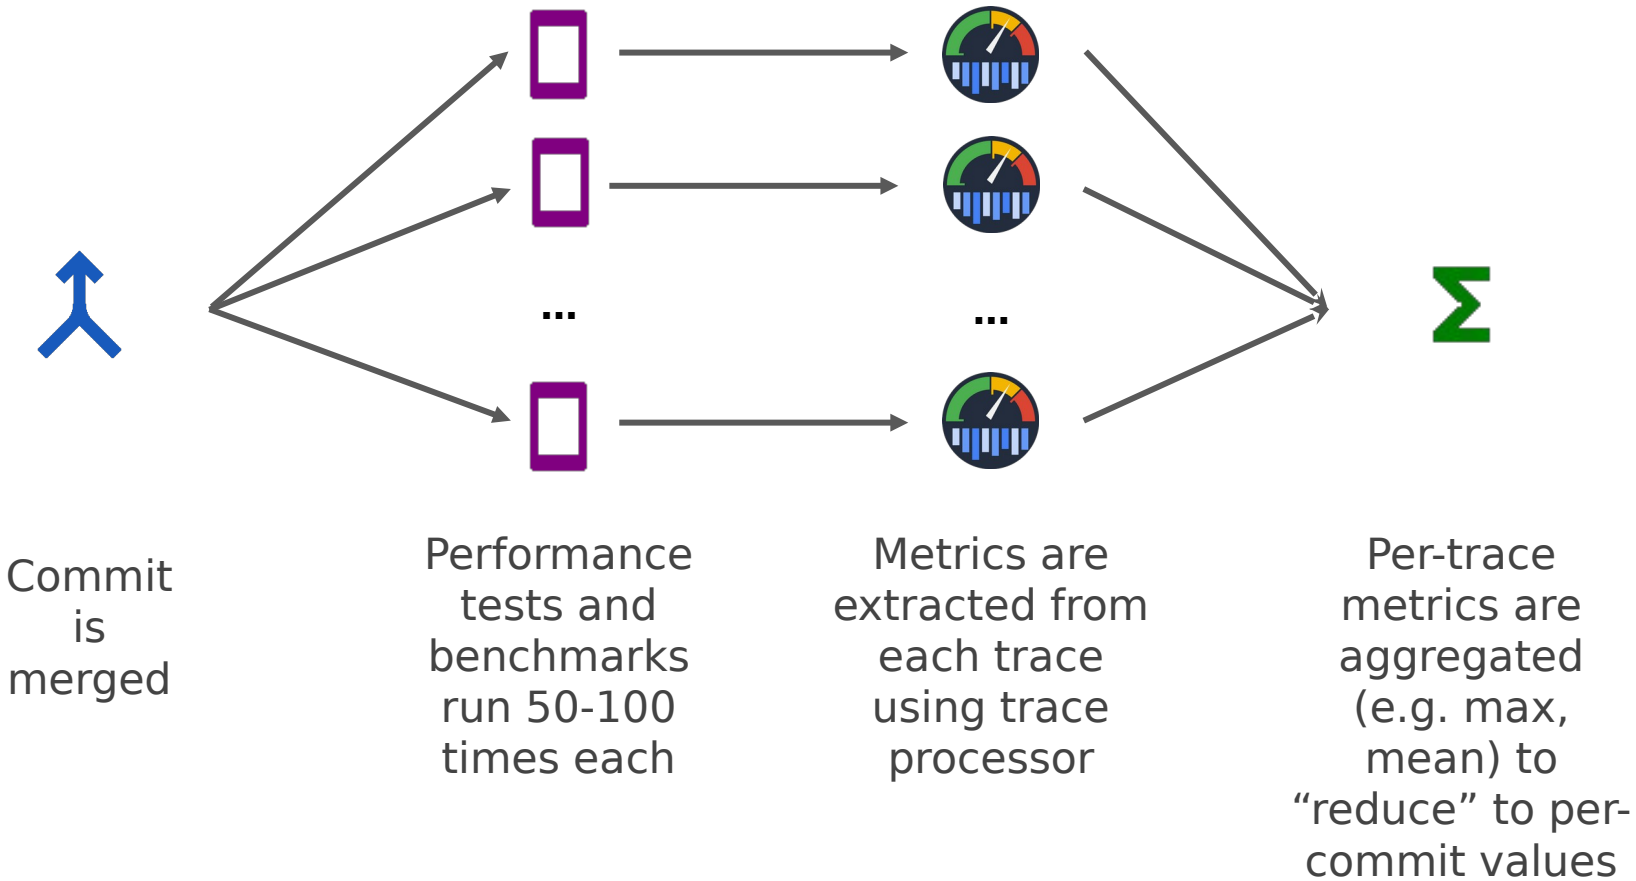 ...
...
Commit
is
merged
Performance
tests and
benchmarks
run 50-100
times each
Metrics are
extracted from
each trace
using trace
processor
Per-trace
metrics are
aggregated
(e.g. max,
mean) to
“reduce” to per-
commit values